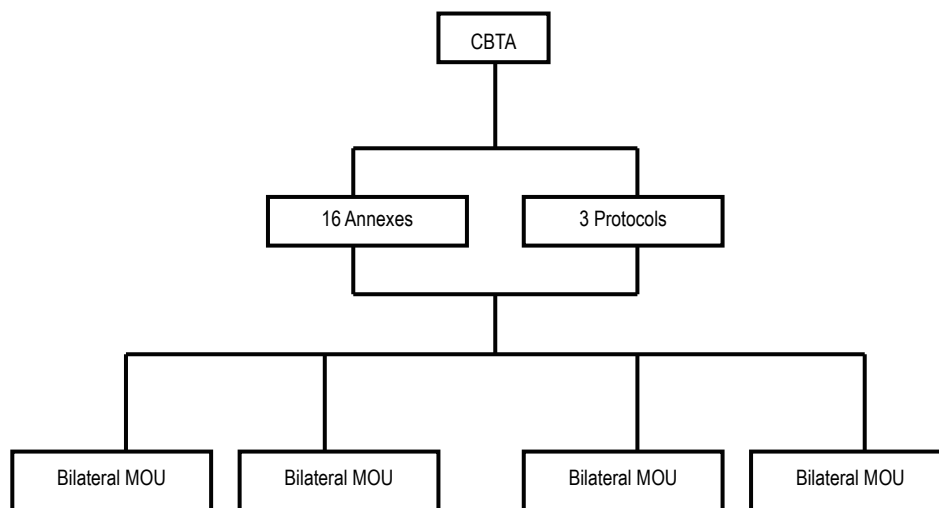 CBTA
16 Annexes
3 Protocols
Bilateral MOU
Bilateral MOU
Bilateral MOU
Bilateral MOU